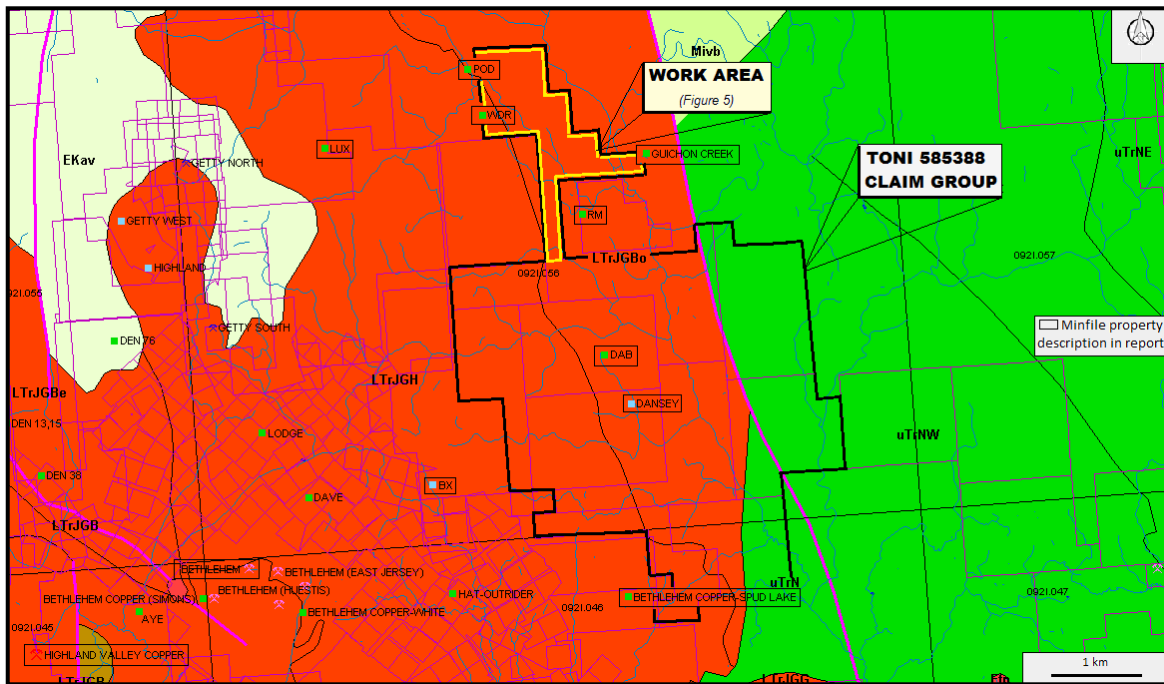 Mivb
POD
WORK AREA
(Figure 5)
WDR
GETTY NORTH
LUX
GUICHON CREEK
TONI 585388
CLAIM GROUP
uTrNE
EKav
GETTY WEST
RM
HIGHLAND
LTrJGBo
092I.056
092I.057
092I.055
GETTY SOUTH
Minfile property
description in report
DEN 76
DAB
LTrJGH
LTrJGBe
DANSEY
DEN 13,15
LODGE
uTrNW
DEN 38
BX
DAVE
LTrJGB
BETHLEHEM
BETHLEHEM (EAST JERSEY)
uTrN
BETHLEHEM (HUESTIS)
HAT-OUTRIDER
BETHLEHEM COPPER (SIMONS)
BETHLEHEM COPPER-SPUD LAKE
AYE
BETHLEHEM COPPER-WHITE
092I.046
092I.047
092I.045
HIGHLAND VALLEY COPPER
1 km
LTrJGG